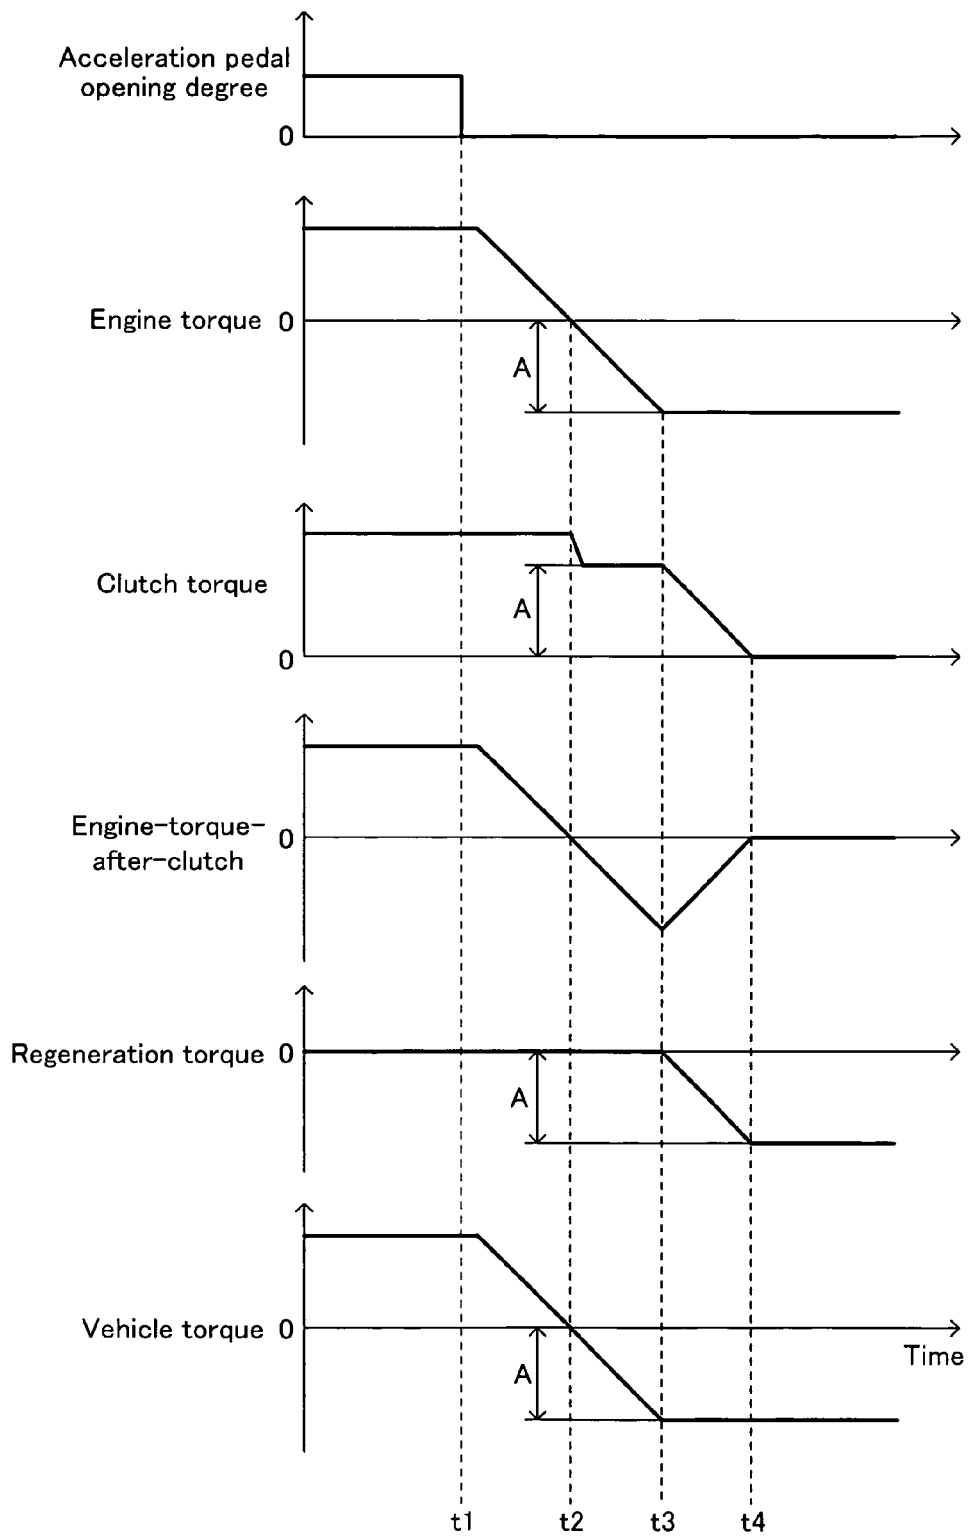 Acceleration pedal
opening degree
0
Engine torque 0
A
Clutch torque
A
0
Engine-torque-
after-clutch
0
Regeneration torque 0
A
Vehicle torque 0
Time
A
t1 t2 t3 t4